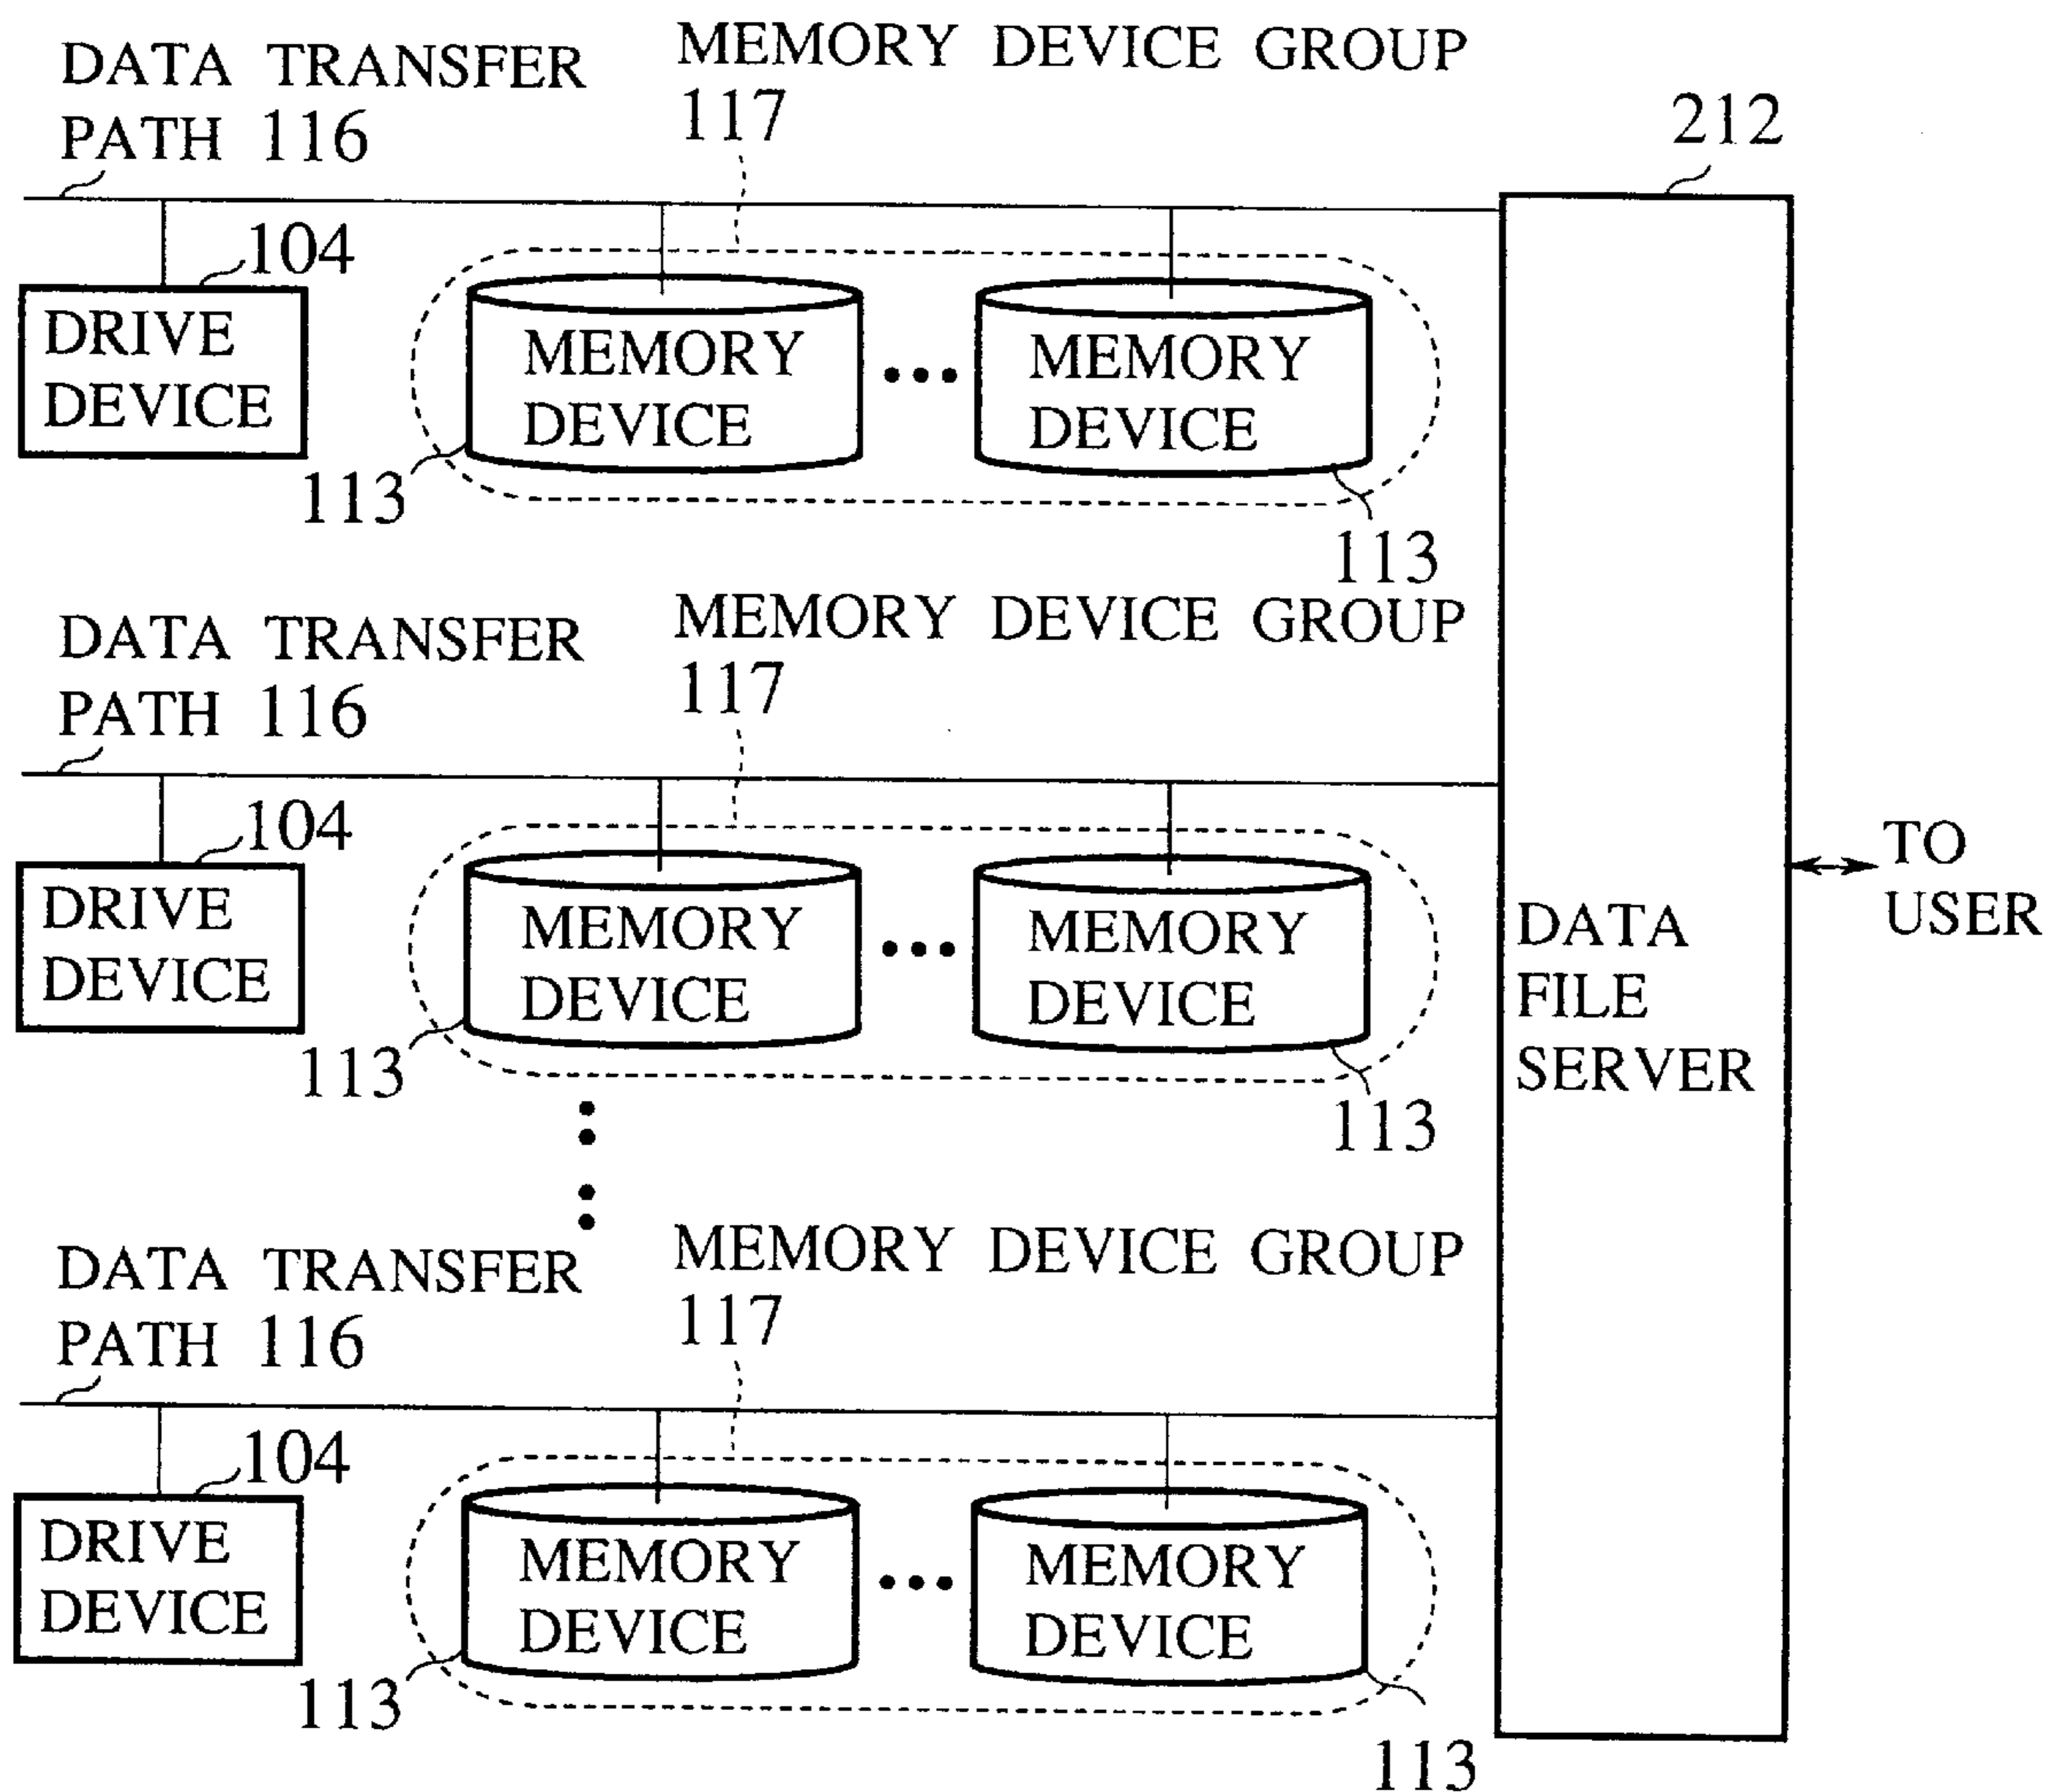 DATA TRANSFER
PATH 116
MEMORY DEVICE GROUP
117
212
104
DRIVE
DEVICE
MEMORY
DEVICE
MEMORY
DEVICE
113
113
DATA TRANSFER
PATH 116
MEMORY DEVICE GROUP
117
104
DRIVE
DEVICE
MEMORY
DEVICE
MEMORY
DEVICE
113
113
DATA
FILE
SERVER
TO
USER
DATA TRANSFER
PATH 116
MEMORY DEVICE GROUP
117
104
DRIVE
DEVICE
MEMORY
DEVICE
MEMORY
DEVICE
113
113